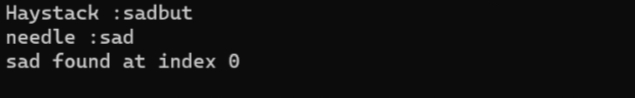 Haystack :sadbut
needle :sad
sad found at index 0